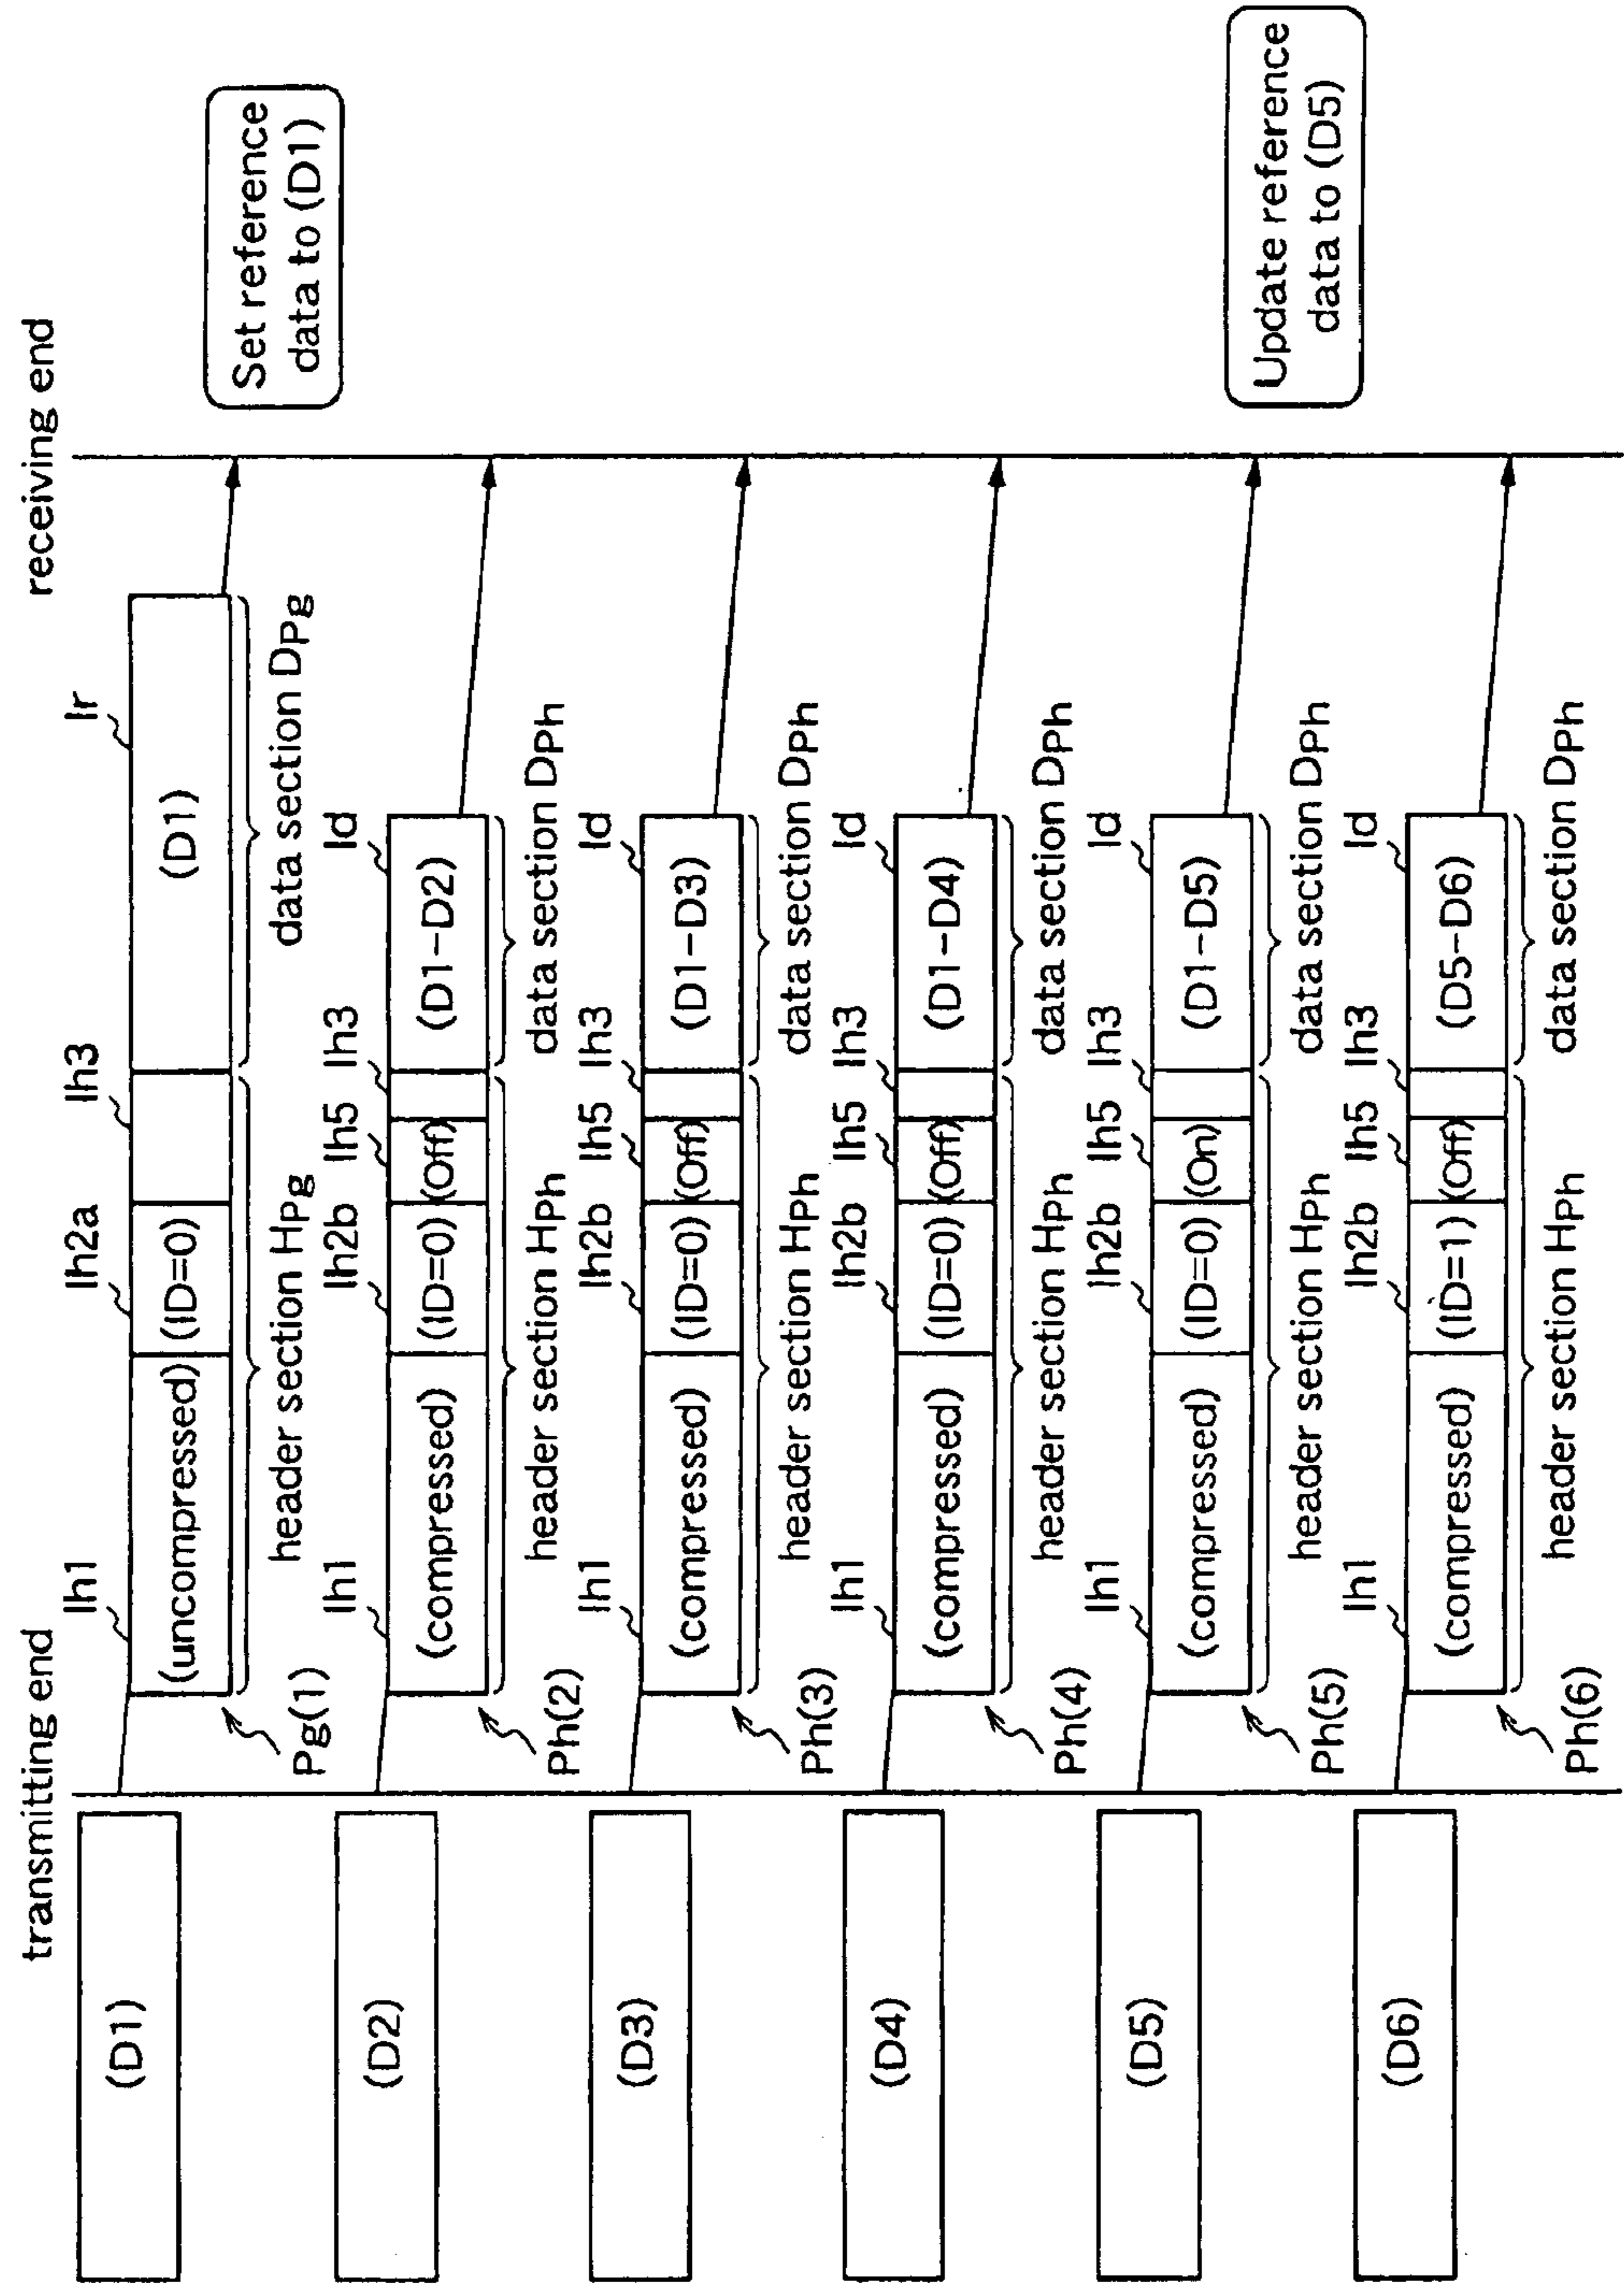 transmitting end
receiving end
(D1)
Ih1
Ih2a
Ih3
Ir
(uncompressed)
(ID=0)
(D1)
Pg(1)
header section HPg
data section DPg
Set reference
data to (D1)
(D2)
Ih1
Ih2b
Ih5
Ih3
Id
(compressed)
(ID=0)
(Off)
(D1-D2)
Ph(2)
header section HPh
data section DPh
(D3)
Ih1
Ih2b
Ih5
Ih3
Id
(compressed)
(ID=0)
(Off)
(D1-D3)
Ph(3)
header section HPh
data section DPh
(D4)
Ih1
Ih2b
Ih5
Ih3
Id
(compressed)
(ID=0)
(Off)
(D1-D4)
Ph(4)
header section HPh
data section DPh
(D5)
Ih1
Ih2b
Ih5
Ih3
Id
(compressed)
(ID=0)
(On)
(D1-D5)
Ph(5)
header section HPh
data section DPh
Update reference
data to (D5)
(D6)
Ih1
Ih2b
Ih5
Ih3
Id
(compressed)
(ID=1)
(Off)
(D5-D6)
Ph(6)
header section HPh
data section DPh